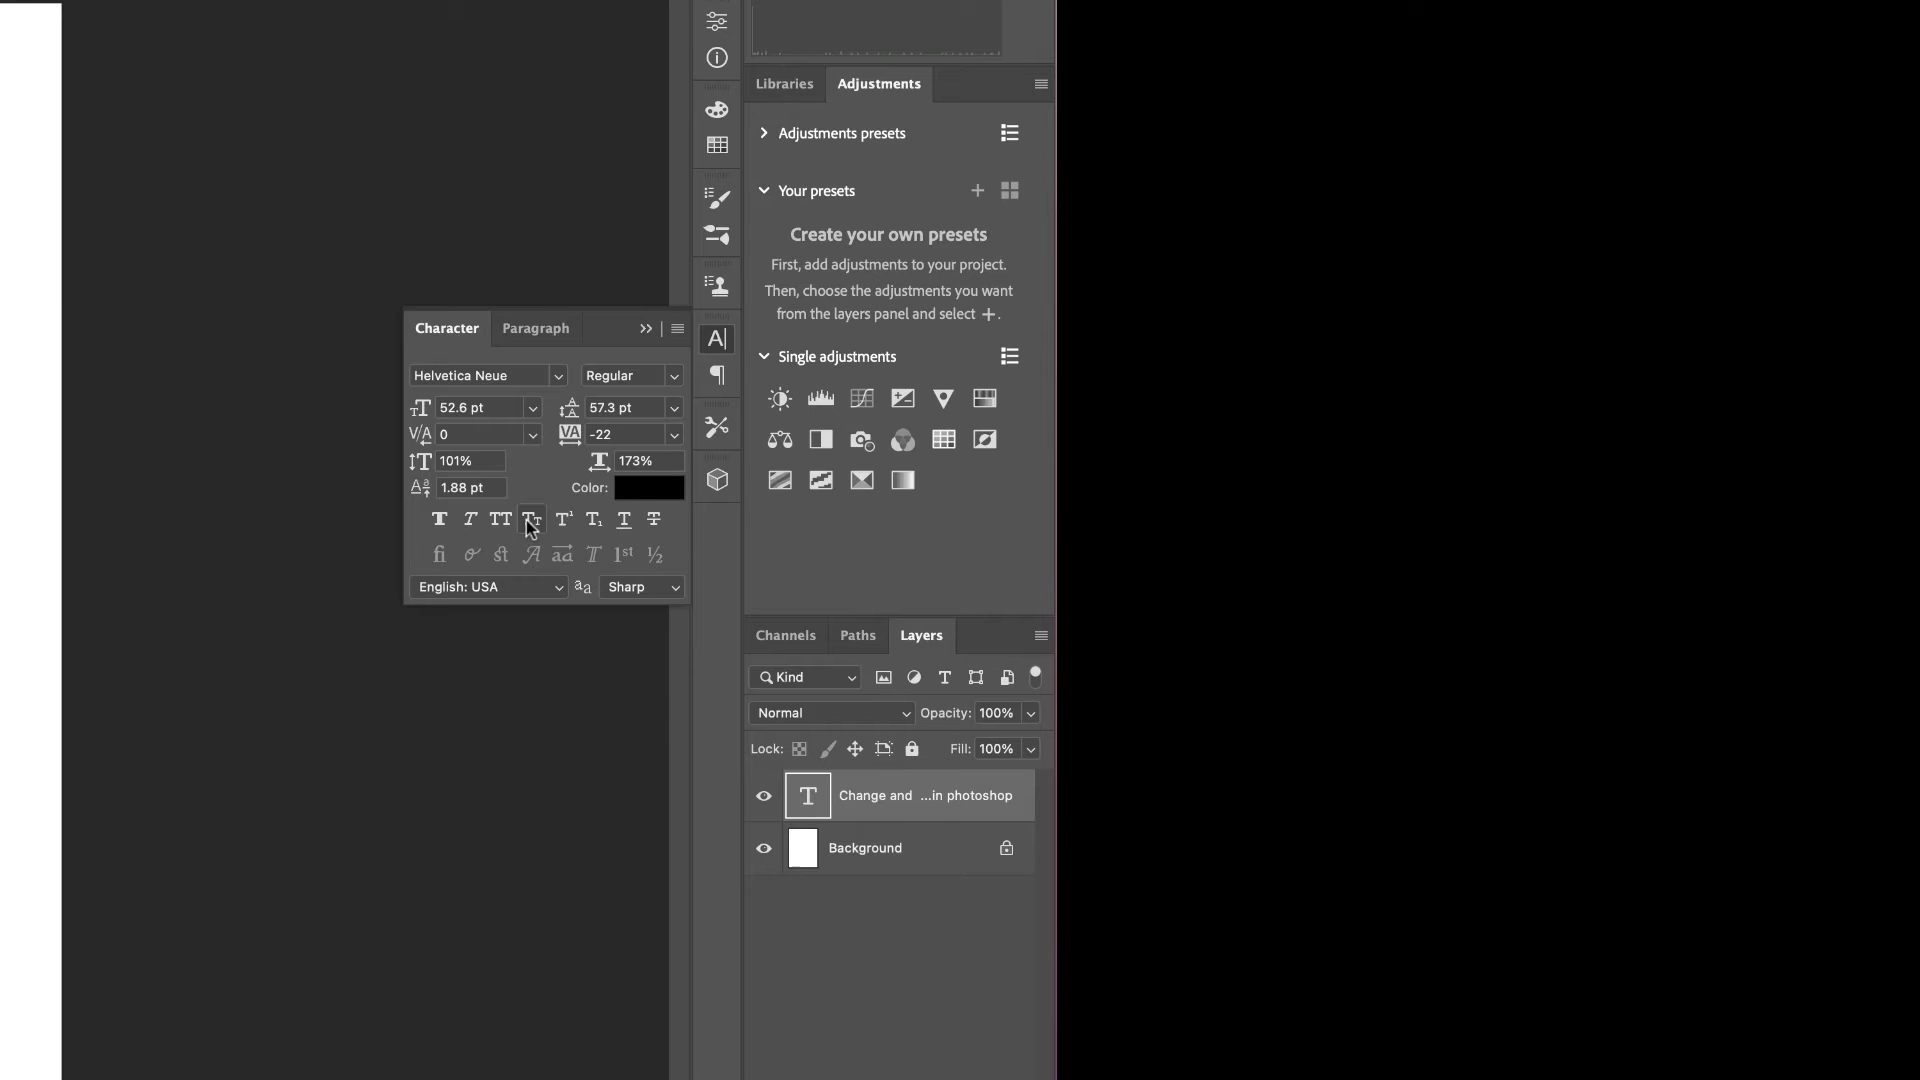 Libraries
Adjustments
Adjustments presets
Your presets
Create your own presets
First, add adjustments to your project.
Then, choose the adjustments you want
from the layers panel and select +.
Character
Paragraph
Single adjustments
Helvetica Neue
Regular
52.6 pt
57.3 pt
0
-22
101%
173%
1.88 pt
Color:
English: USA
Sharp
Channels
Paths
Layers
Kind
Normal
Opacity: 100%
Lock:
Fill: 100%
Change and ...in photoshop
Background